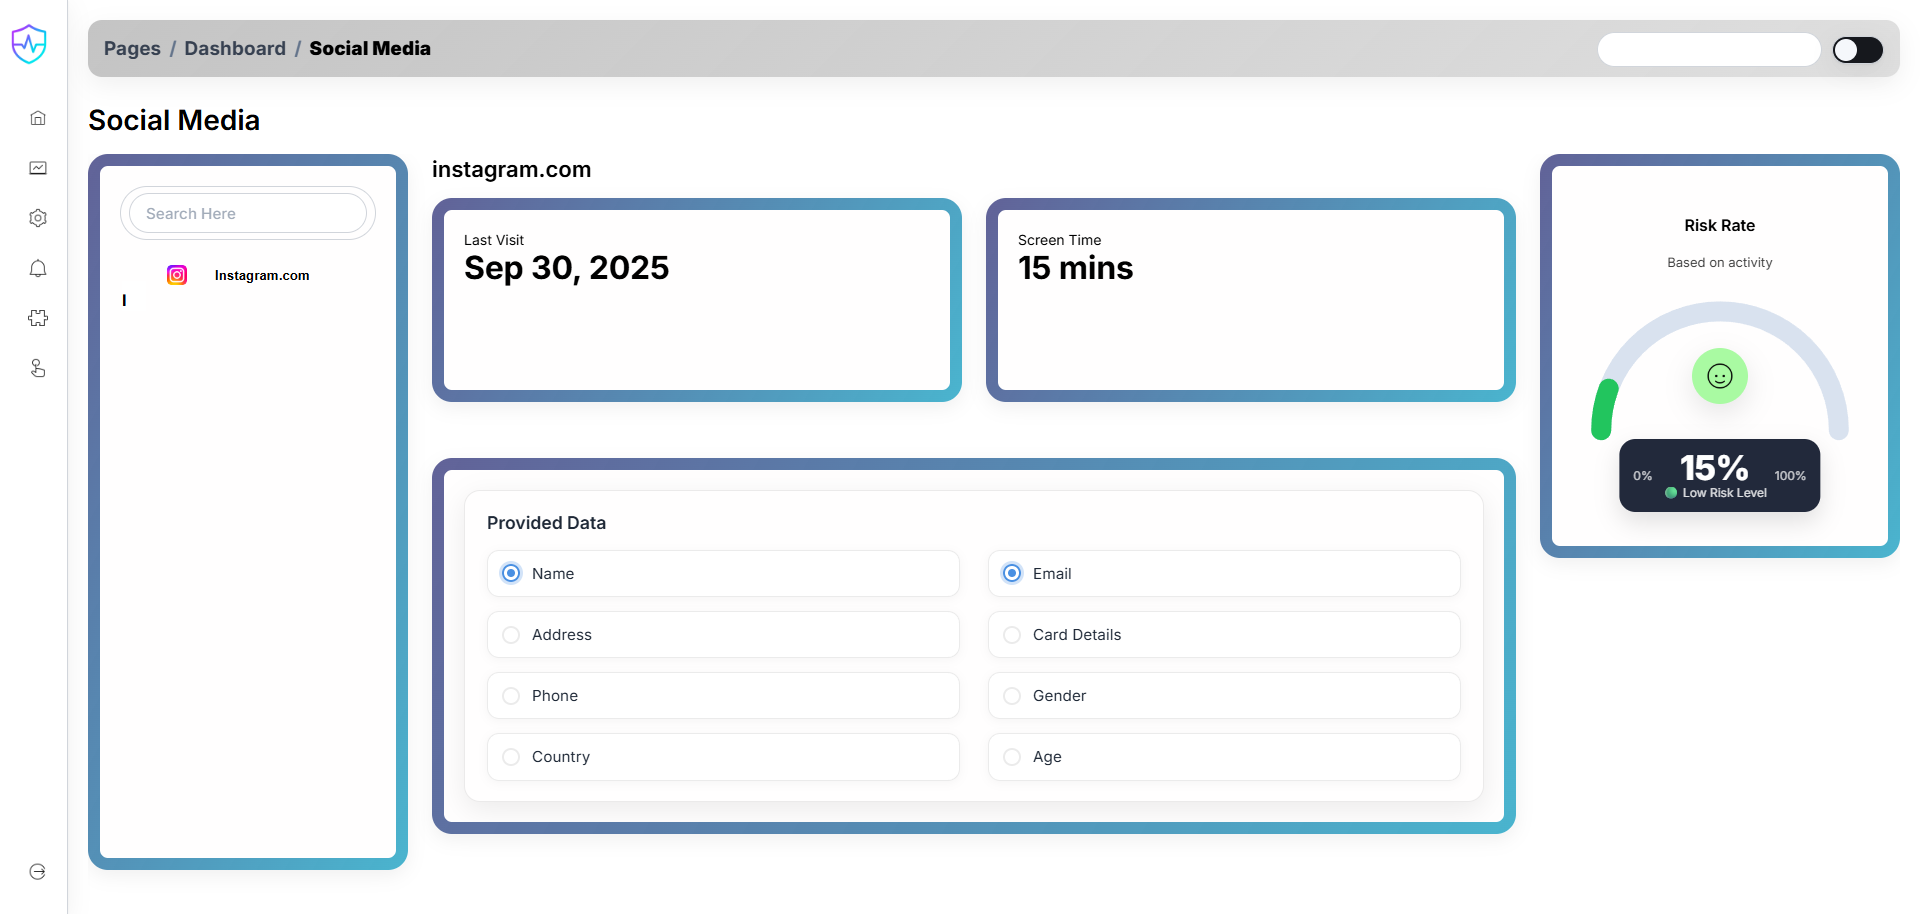 Pages / Dashboard / Social Media
Social Media
Search Here
Instagram.com
I
instagram.com
Last Visit
Sep 30, 2025
Screen Time
15 mins
Provided Data
Name
Email
Address
Card Details
Phone
Gender
Country
Age
Risk Rate
Based on activity
0% 15% 100%
Low Risk Level